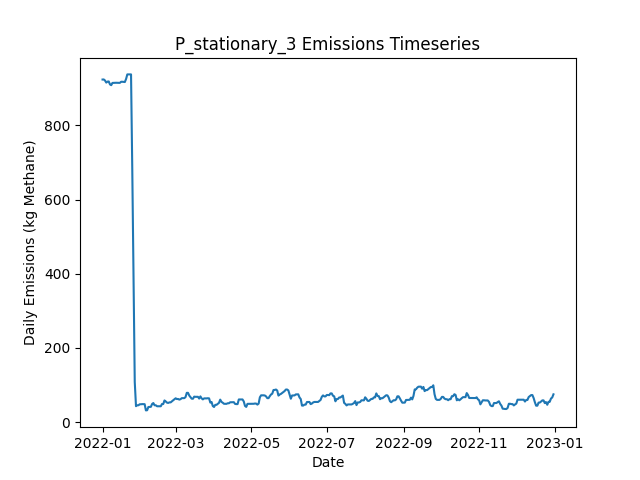 P_stationary_3 Emissions Timeseries
Daily Emissions (kg Methane)
800
600
400
200
0
2022-01 2022-03 2022-05 2022-07 2022-09 2022-11 2023-01
Date